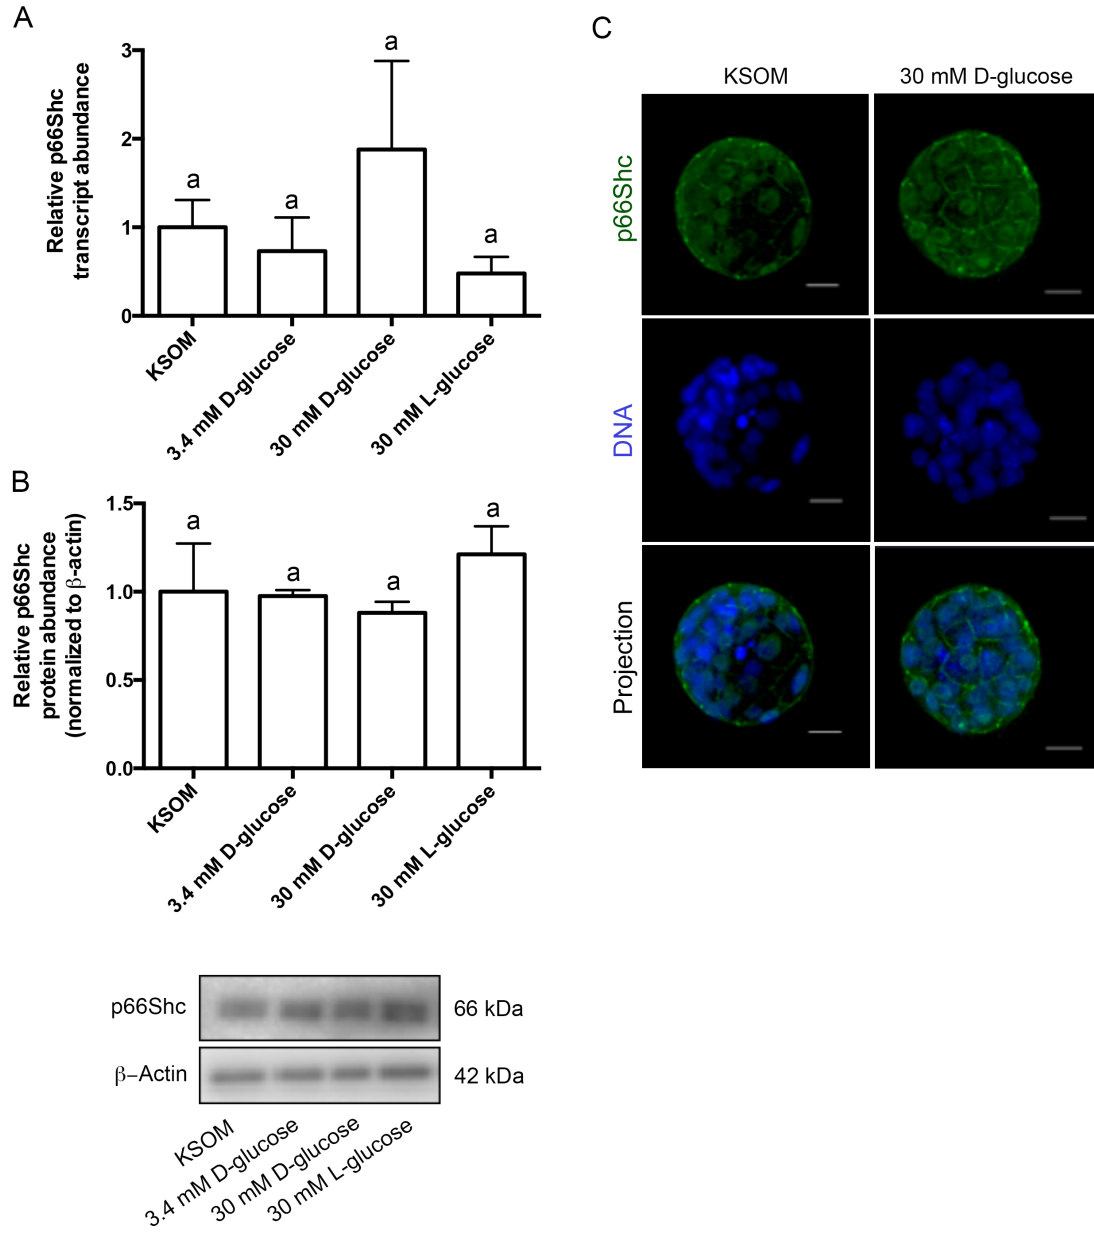 A
Relative p66Shc
transcript abundance
3
2
1
0
a
a
a
a
KSOM
3.4 mM D-glucose
30 mM D-glucose
30 mM L-glucose
B
Relative p66Shc
protein abundance
(normalized to β-actin)
1.5
1.0
0.5
0.0
a
a
a
a
KSOM
3.4 mM D-glucose
30 mM D-glucose
30 mM L-glucose
p66Shc
66 kDa
β–Actin
42 kDa
KSOM
3.4 mM D-glucose
30 mM D-glucose
30 mM L-glucose
C
KSOM
30 mM D-glucose
p66Shc
DNA
Projection